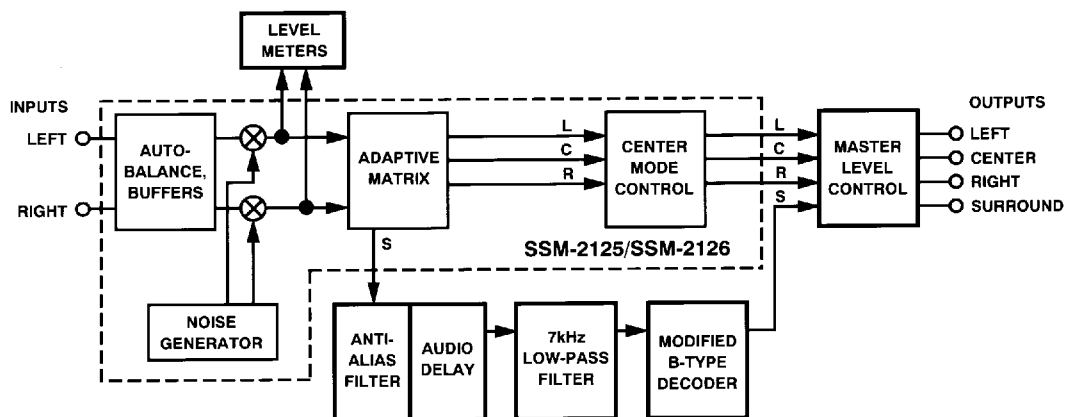 LEVEL
METERS
INPUTS
OUTPUTS
LEFT
RIGHT
AUTO-
BALANCE,
BUFFERS
ADAPTIVE
MATRIX
L
C
R
CENTER
MODE
CONTROL
L
C
R
S
MASTER
LEVEL
CONTROL
LEFT
CENTER
RIGHT
SURROUND
S
SSM-2125/SSM-2126
NOISE
GENERATOR
ANTI-
ALIAS
FILTER
AUDIO
DELAY
7kHz
LOW-PASS
FILTER
MODIFIED
B-TYPE
DECODER